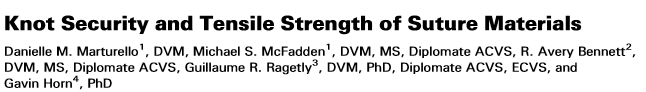 Knot Security and Tensile Strength of Suture Materials
Danielle M. Marturello1, DVM, Michael S. McFadden1, DVM, MS, Diplomate ACVS, R. Avery Bennett2,
DVM, MS, Diplomate ACVS, Guillaume R. Ragetly3, DVM, PhD, Diplomate ACVS, ECVS, and
Gavin Horn4, PhD